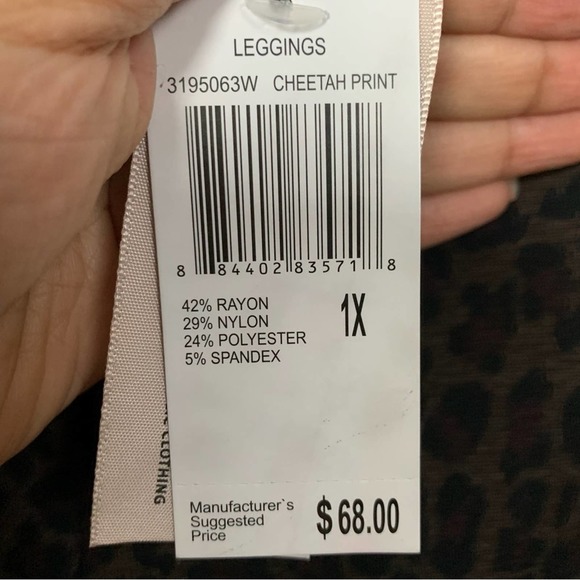 LEGGINGS
3195063W CHEETAH PRINT
8 84402 83571 8
42% RAYON
29% NYLON
24% POLYESTER
5% SPANDEX
1X
CLOTHING
Manufacturer`s
Suggested
Price
$68.00